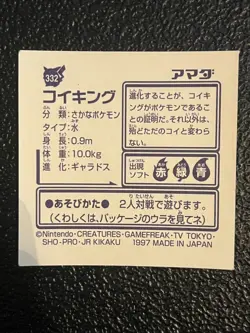 332
アマダ
コイキング
分類:さかなポケモン
タイプ:水
身長:0.9m
体重:10.0kg
進化:ギャラドス
進化することが、コイキ
ングがポケモンであるこ
との証明だ。それ以外は、
殆どただのコイと変わら
ない。
出現ソフト 赤 緑 青
●あそびかた● 2人対戦で遊びます。
(くわしくは、パッケージのウラを見てネ)
©Nintendo・CREATURES・GAMEFREAK・TV TOKYO・
SHO-PRO・JR KIKAKU 1997 MADE IN JAPAN